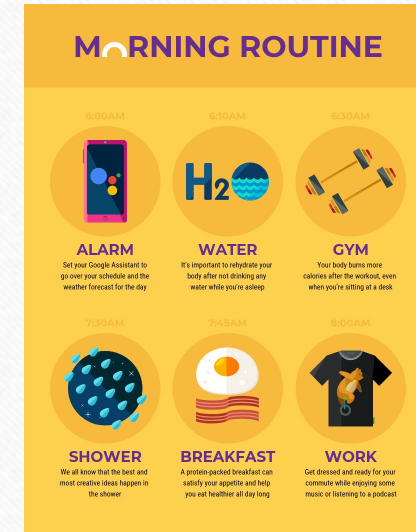 MORNING ROUTINE
6:00AM
6:10AM
6:30AM
H2O
ALARM
WATER
GYM
Set your Google Assistant to
go over your schedule and the
weather forecast for the day
It's important to rehydrate your
body after not drinking any
water while you're asleep
Your body burns more
calories after the workout, even
when you're sitting at a desk
7:30AM
7:45AM
8:00AM
SHOWER
BREAKFAST
WORK
We all know that the best and
most creative ideas happen in
the shower
A protein-packed breakfast can
satisfy your appetite and help
you eat healthier all day long
Get dressed and ready for your
commute while enjoying some
music or listening to a podcast